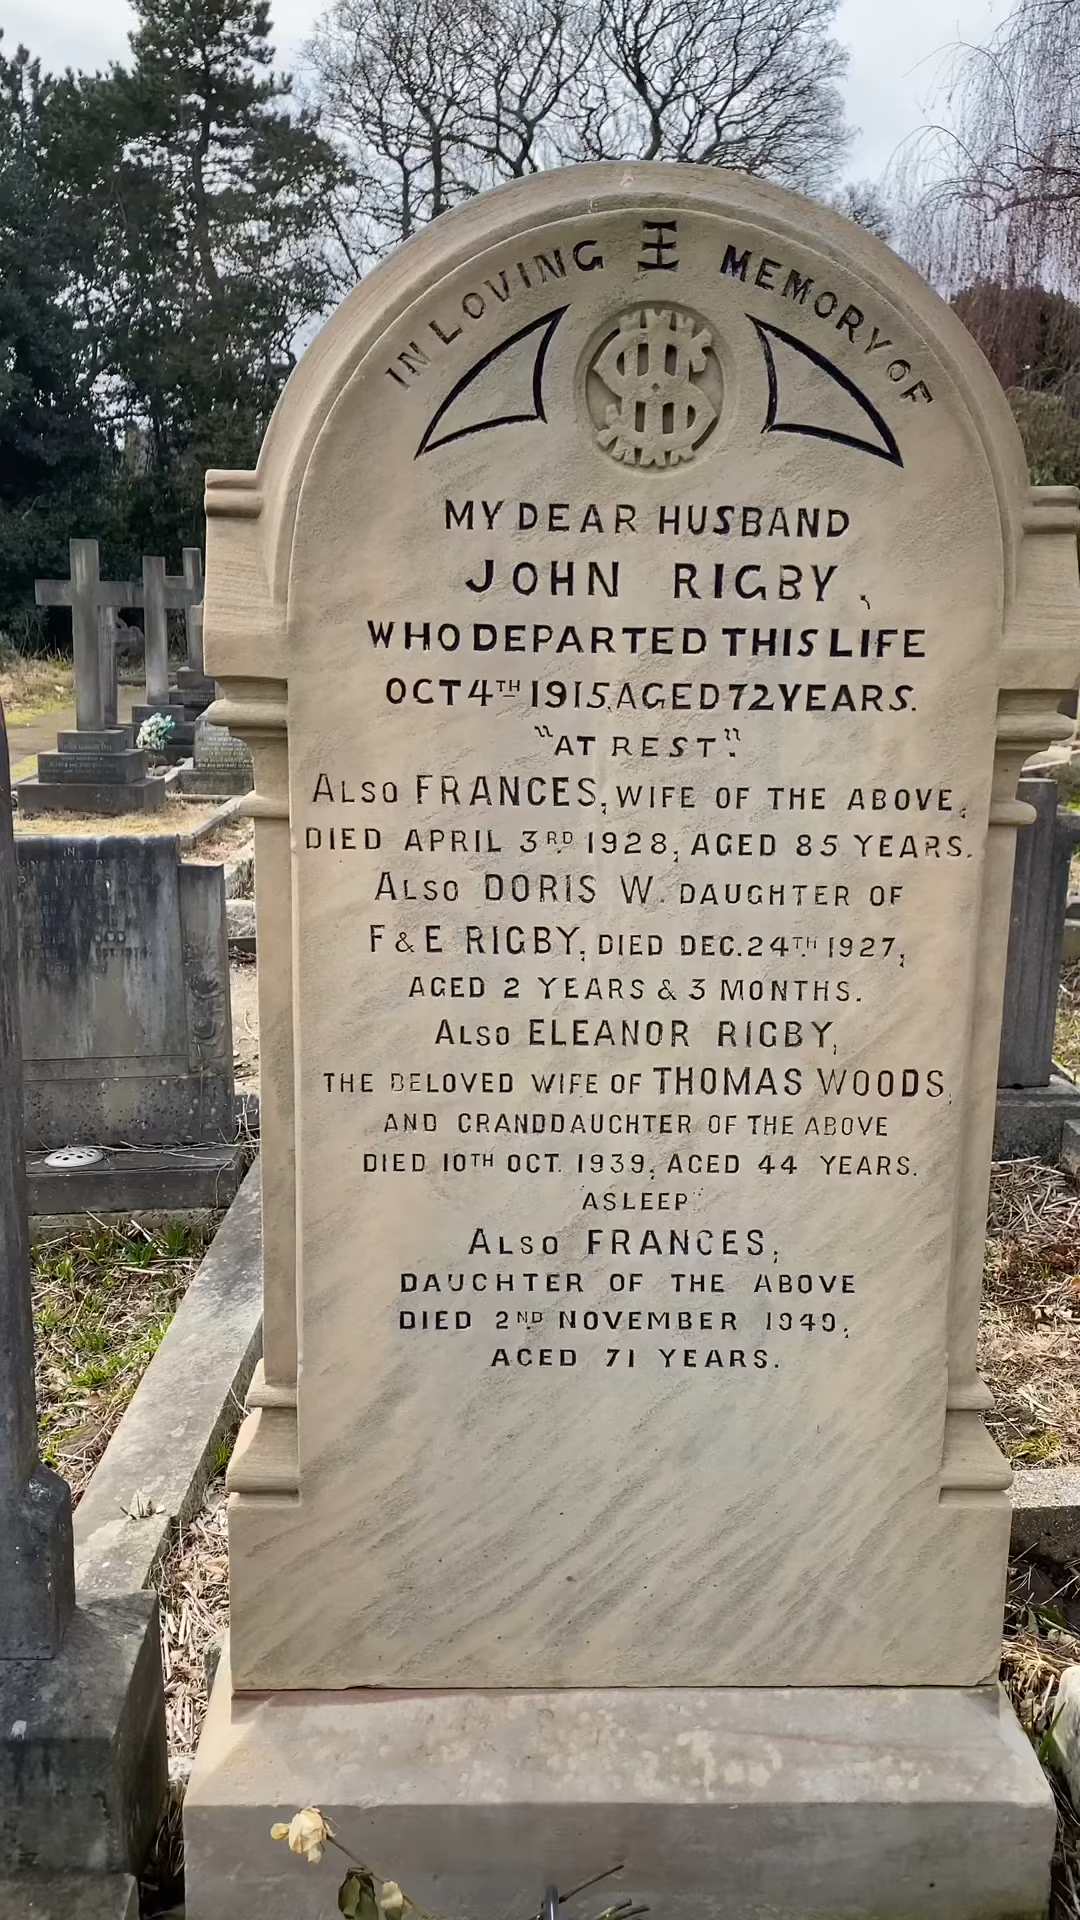 IN LOVING MEMORY OF
IHS
MY DEAR HUSBAND
JOHN RIGBY,
WHO DEPARTED THIS LIFE
OCT 4TH 1915, AGED 72 YEARS.
"AT REST".
ALSO FRANCES, WIFE OF THE ABOVE,
DIED APRIL 3RD 1928, AGED 85 YEARS.
ALSO DORIS W. DAUGHTER OF
F & E RIGBY, DIED DEC. 24TH 1927,
AGED 2 YEARS & 3 MONTHS.
ALSO ELEANOR RIGBY,
THE BELOVED WIFE OF THOMAS WOODS,
AND GRANDDAUGHTER OF THE ABOVE
DIED 10TH OCT. 1939, AGED 44 YEARS.
ASLEEP
ALSO FRANCES,
DAUGHTER OF THE ABOVE
DIED 2ND NOVEMBER 1949,
AGED 71 YEARS.